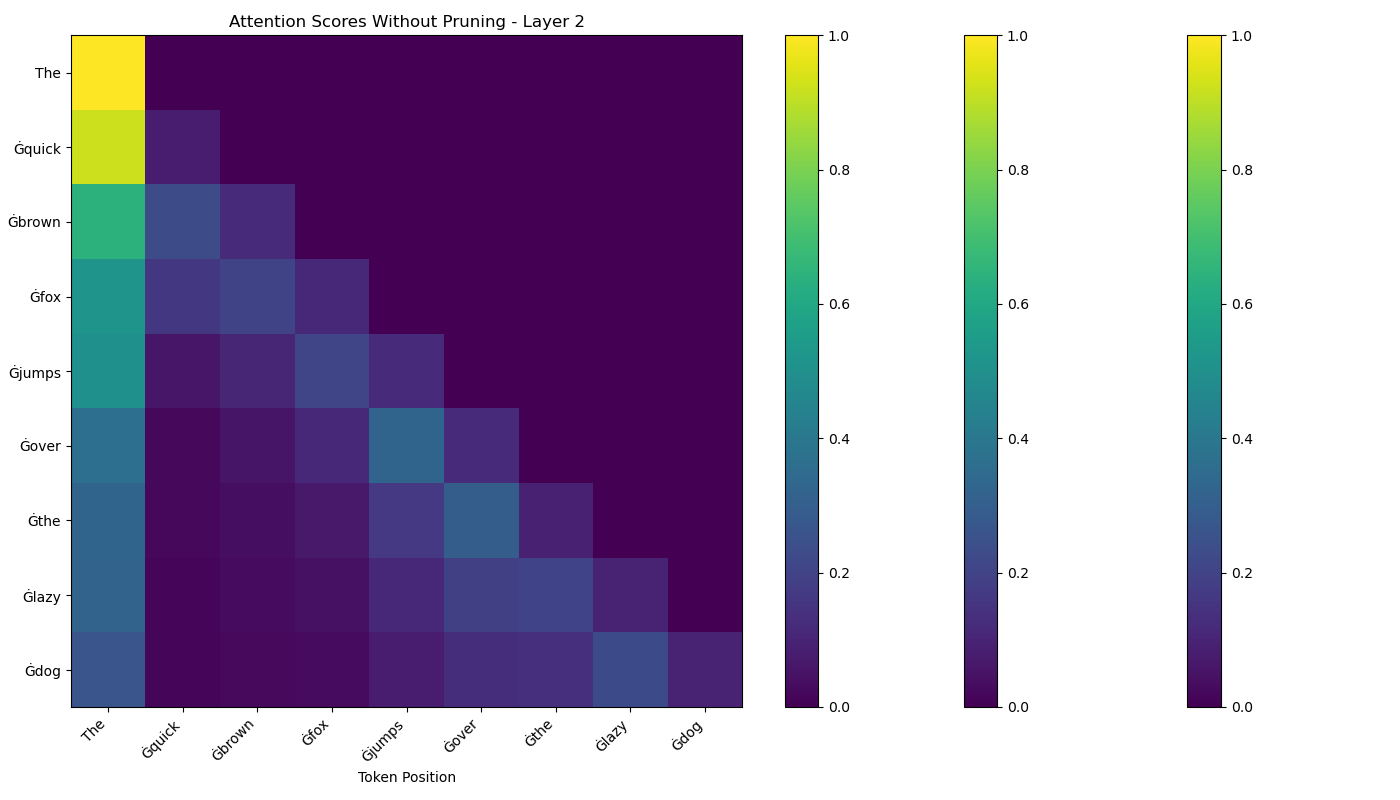 Attention Scores Without Pruning - Layer 2
The
Ġquick
Ġbrown
Ġfox
Ġjumps
Ġover
Ġthe
Ġlazy
Ġdog
The
Ġquick
Ġbrown
Ġfox
Ġjumps
Ġover
Ġthe
Ġlazy
Ġdog
Token Position
1.0
0.8
0.6
0.4
0.2
0.0
1.0
0.8
0.6
0.4
0.2
0.0
1.0
0.8
0.6
0.4
0.2
0.0